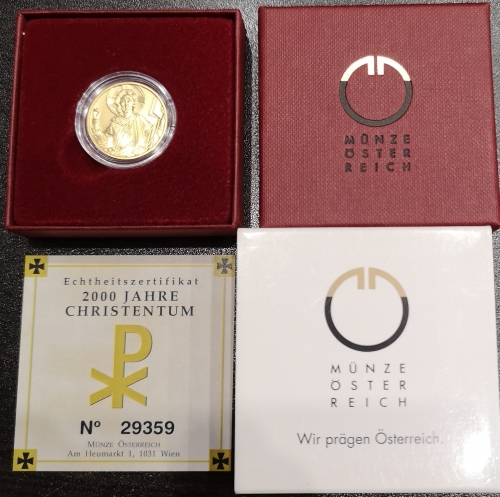 MÜNZE
ÖSTER
REICH
Echtheitszertifikat
2000 JAHRE
CHRISTENTUM
Nº 29359
MÜNZE ÖSTERREICH
Am Heumarkt 1, 1031 Wien
MÜNZE
ÖSTER
REICH
Wir prägen Österreich.